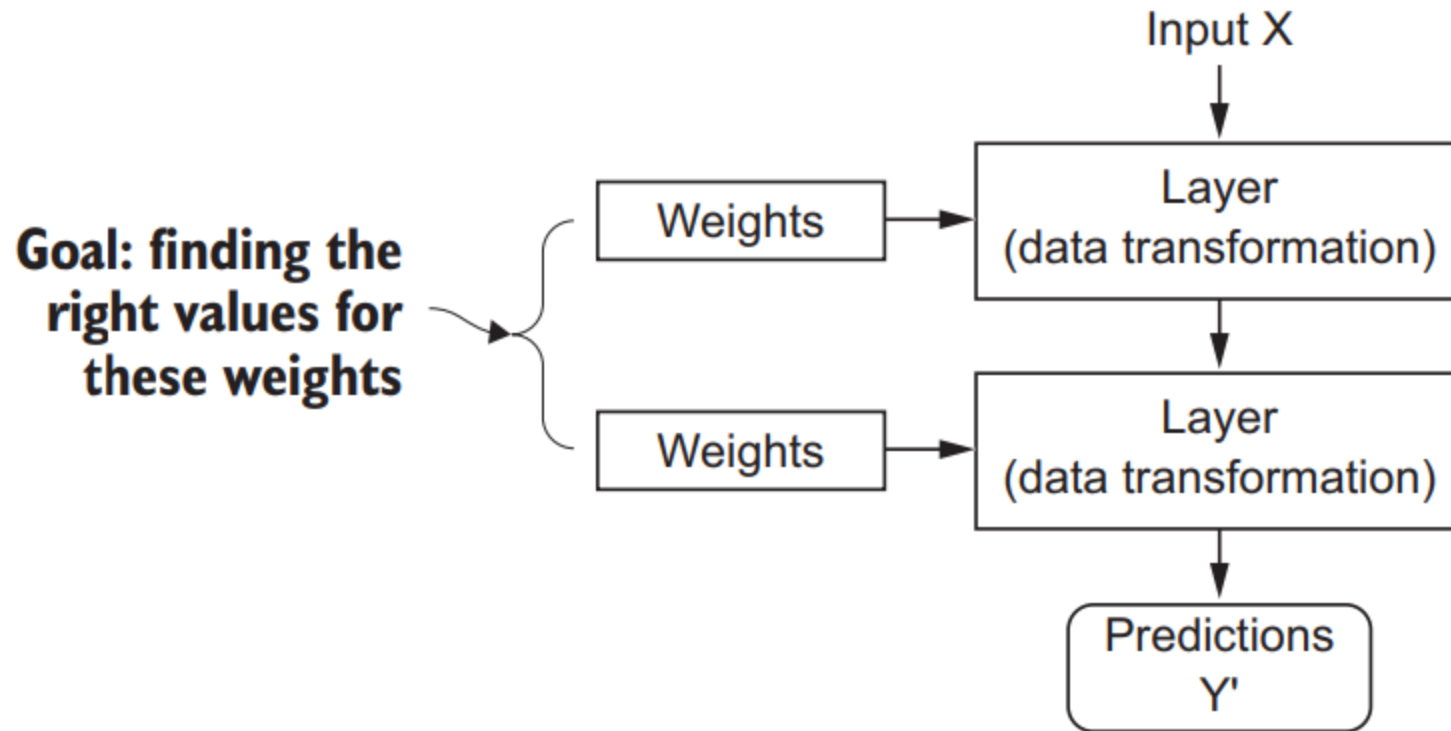 Input X
Weights
Layer
(data transformation)
Goal: finding the
right values for
these weights
Weights
Layer
(data transformation)
Predictions
Y'